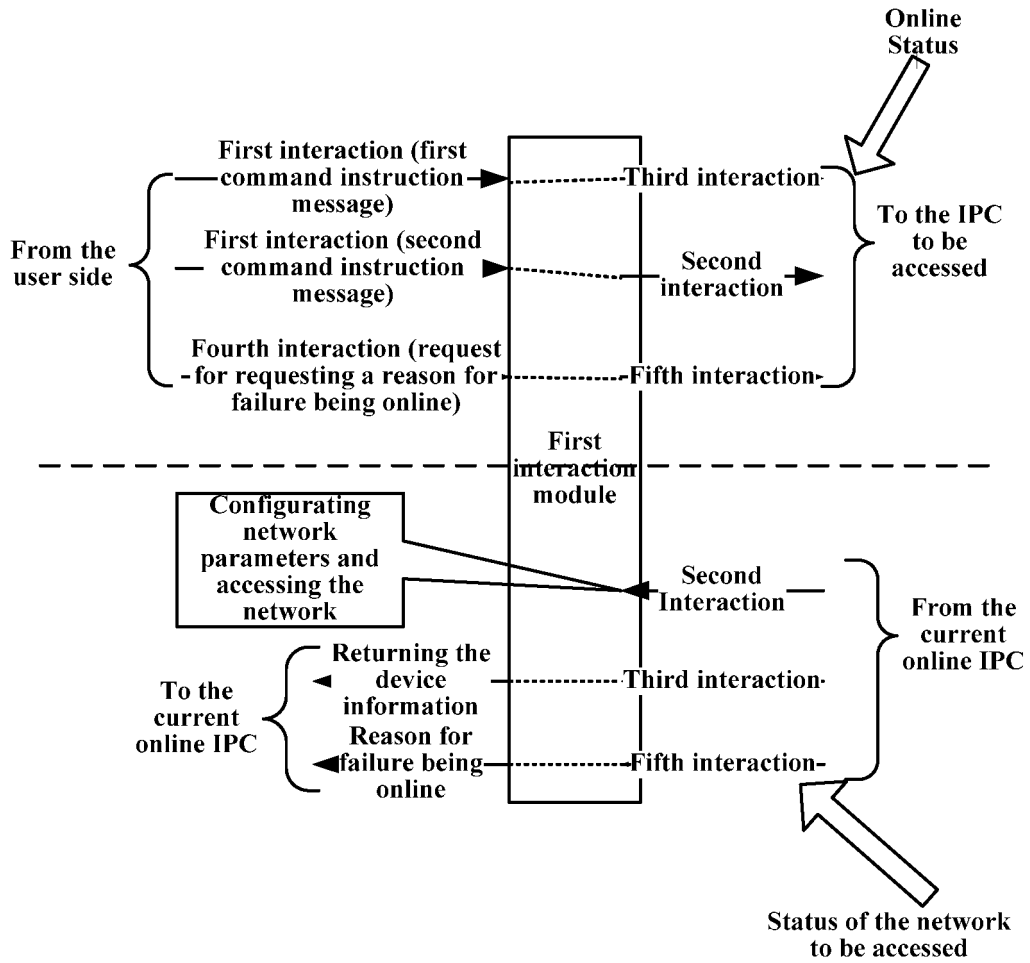 Online
Status
First interaction (first
command instruction
message)
Third interaction
From the
user side
First interaction (second
command instruction
message)
Second
interaction
To the IPC
to be
accessed
Fourth interaction (request
for requesting a reason for
failure being online)
Fifth interaction
First
interaction
module
Configurating
network
parameters and
accessing the
network
Second
Interaction
From the
current
online IPC
Returning the
device
information
Third interaction
To the
current
online IPC
Reason for
failure being
online
Fifth interaction
Status of the network
to be accessed